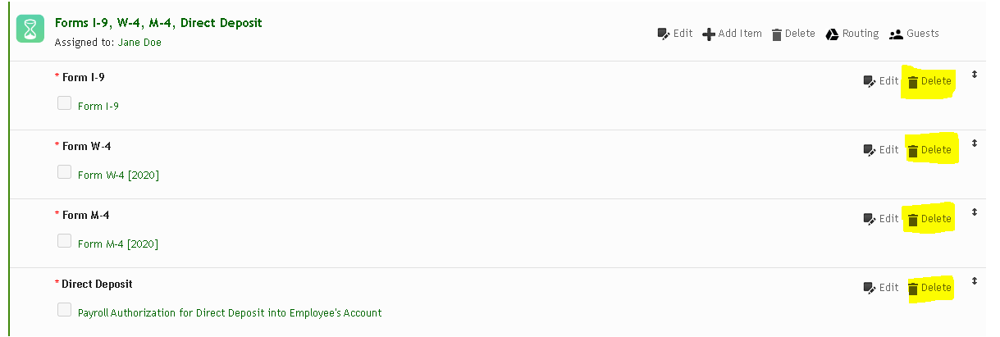 Forms I-9, W-4, M-4, Direct Deposit
Assigned to: Jane Doe
Edit Add Item Delete Routing Guests
* Form I-9
Edit Delete
Form I-9
* Form W-4
Edit Delete
Form W-4 [2020]
* Form M-4
Edit Delete
Form M-4 [2020]
* Direct Deposit
Edit Delete
Payroll Authorization for Direct Deposit into Employee's Account